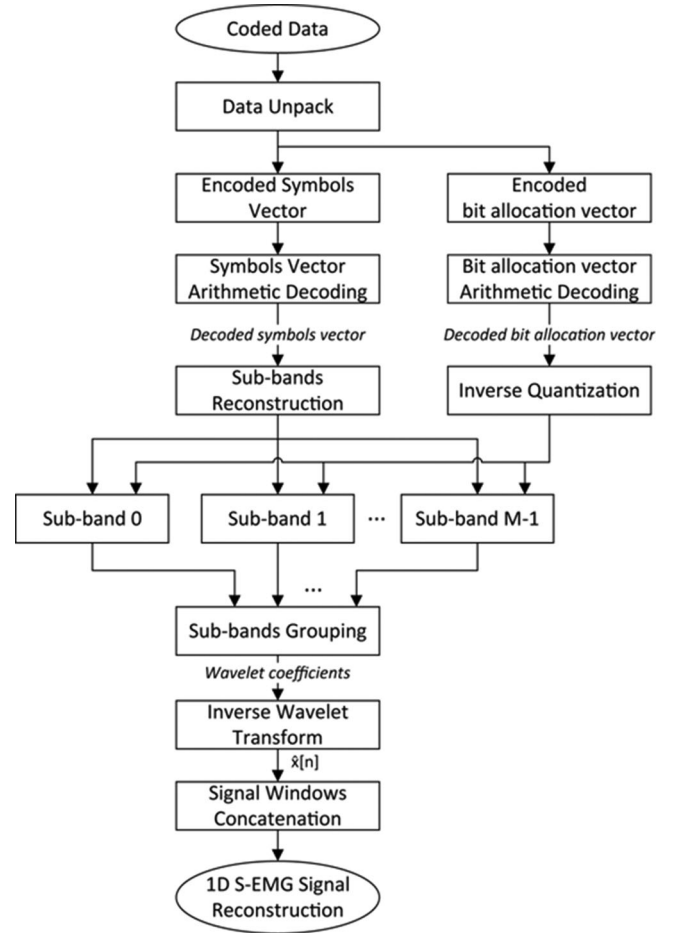 Coded Data
Data Unpack
Encoded Symbols
Vector
Encoded
bit allocation vector
Symbols Vector
Arithmetic Decoding
Bit allocation vector
Arithmetic Decoding
Decoded symbols vector
Decoded bit allocation vector
Sub-bands
Reconstruction
Inverse Quantization
Sub-band 0
Sub-band 1
...
Sub-band M-1
...
Sub-bands Grouping
Wavelet coefficients
Inverse Wavelet
Transform
x̂[n]
Signal Windows
Concatenation
1D S-EMG Signal
Reconstruction